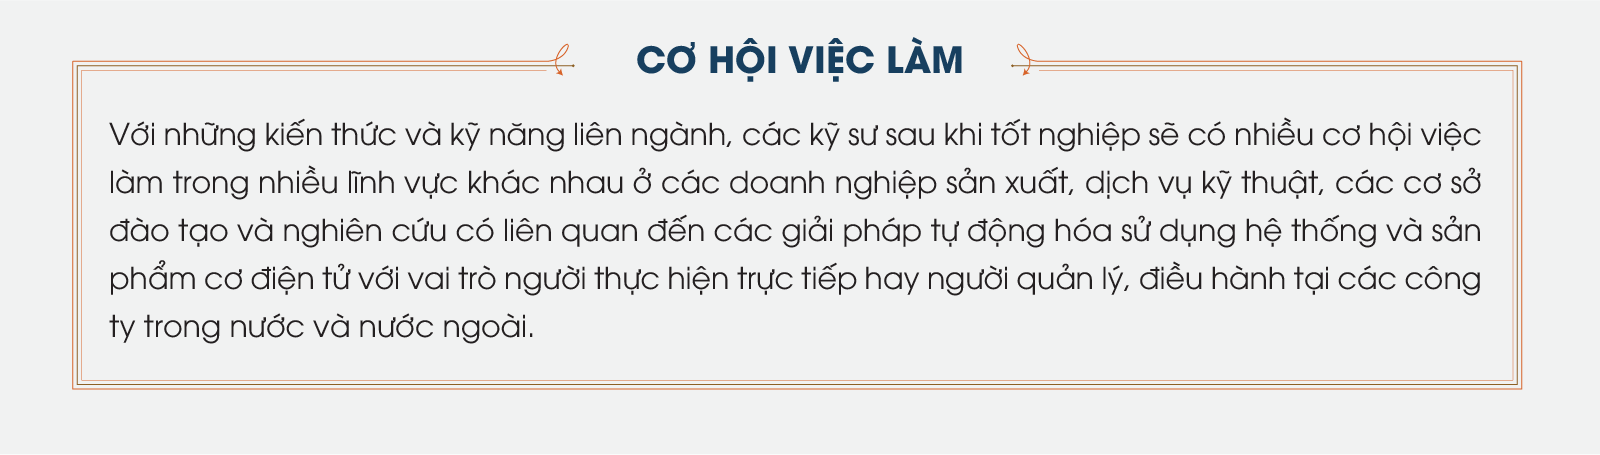 CƠ HỘI VIỆC LÀM
Với những kiến thức và kỹ năng liên ngành, các kỹ sư sau khi tốt nghiệp sẽ có nhiều cơ hội việc
làm trong nhiều lĩnh vực khác nhau ở các doanh nghiệp sản xuất, dịch vụ kỹ thuật, các cơ sở
đào tạo và nghiên cứu có liên quan đến các giải pháp tự động hóa sử dụng hệ thống và sản
phẩm cơ điện tử với vai trò người thực hiện trực tiếp hay người quản lý, điều hành tại các công
ty trong nước và nước ngoài.